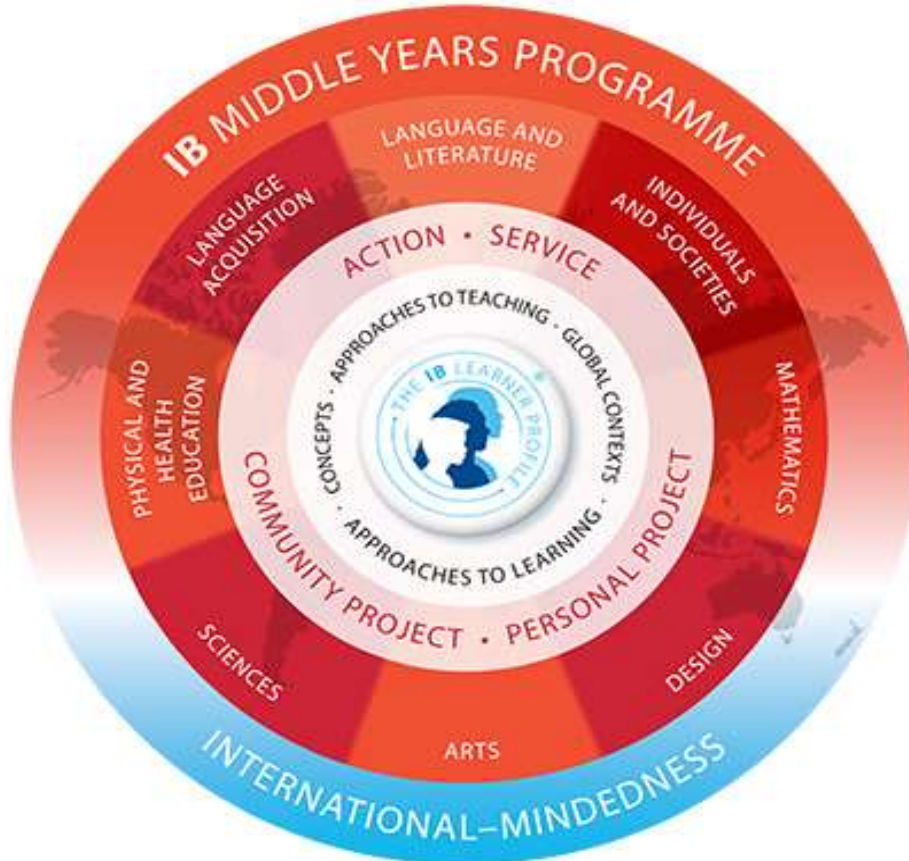 IB MIDDLE YEARS PROGRAMME
LANGUAGE AND
LITERATURE
INDIVIDUALS
AND SOCIETIES
MATHEMATICS
DESIGN
ARTS
SCIENCES
PHYSICAL AND
HEALTH
EDUCATION
LANGUAGE
ACQUISITION
ACTION · SERVICE
PERSONAL PROJECT
·
COMMUNITY PROJECT
APPROACHES TO TEACHING · GLOBAL CONTEXTS · APPROACHES TO LEARNING · CONCEPTS ·
THE IB LEARNER PROFILE
®
INTERNATIONAL–MINDEDNESS